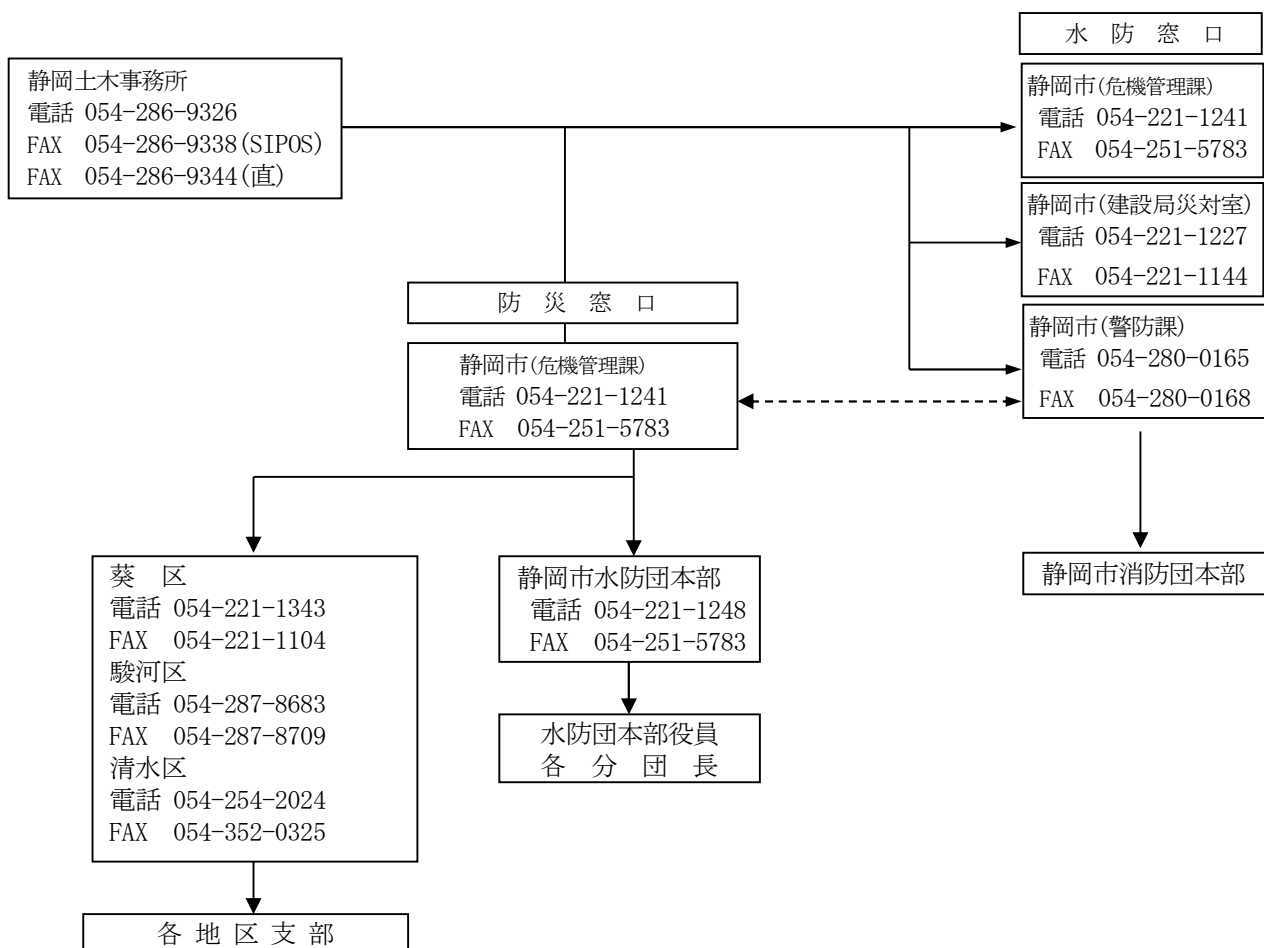 水 防 窓 口
静岡土木事務所
電話 054-286-9326
FAX 054-286-9338(SIPOS)
FAX 054-286-9344(直)
静岡市(危機管理課)
電話 054-221-1241
FAX 054-251-5783
静岡市(建設局災対室)
電話 054-221-1227
FAX 054-221-1144
静岡市(警防課)
電話 054-280-0165
FAX 054-280-0168
防 災 窓 口
静岡市(危機管理課)
電話 054-221-1241
FAX 054-251-5783
葵 区
電話 054-221-1343
FAX 054-221-1104
駿河区
電話 054-287-8683
FAX 054-287-8709
清水区
電話 054-254-2024
FAX 054-352-0325
静岡市水防団本部
電話 054-221-1248
FAX 054-251-5783
静岡市消防団本部
水防団本部役員
各 分 団 長
各 地 区 支 部